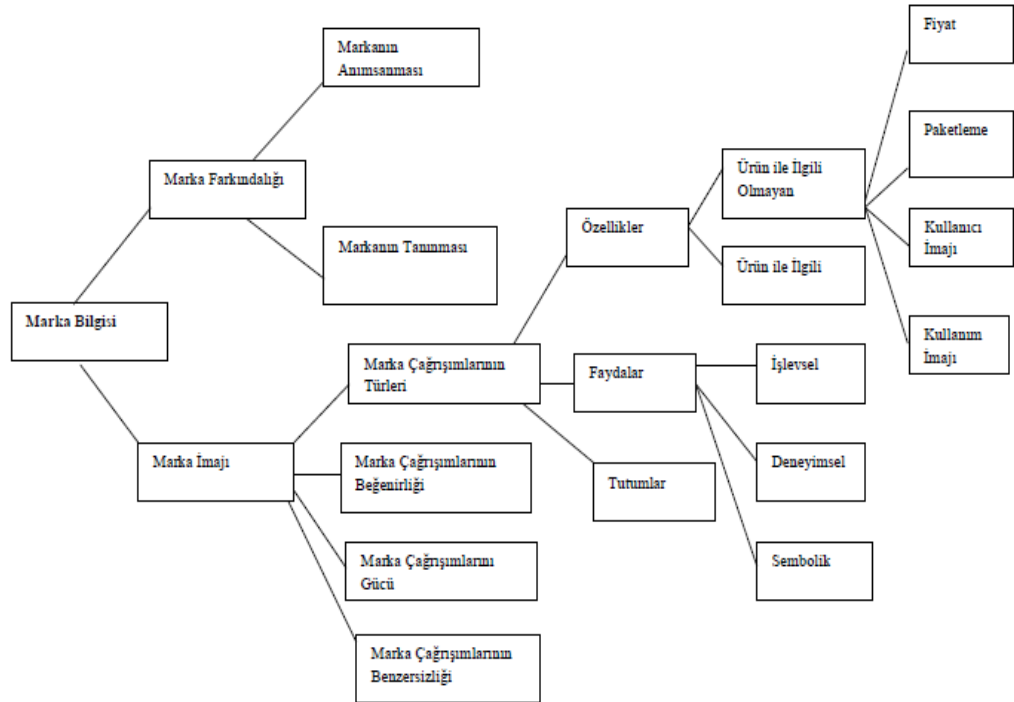 Fiyat
Markanın
Anımsanması
Paketleme
Ürün ile İlgili
Olmayan
Marka Farkındalığı
Özellikler
Kullanıcı
İmajı
Markanın Tanınması
Ürün ile İlgili
Marka Bilgisi
Kullanım
İmajı
Marka Çağrışımlarının
Türleri
Faydalar
İşlevsel
Marka İmajı
Marka Çağrışımlarının
Beğenirliği
Tutumlar
Deneyimsel
Marka Çağrışımlarını
Gücü
Sembolik
Marka Çağrışımlarının
Benzersizliği